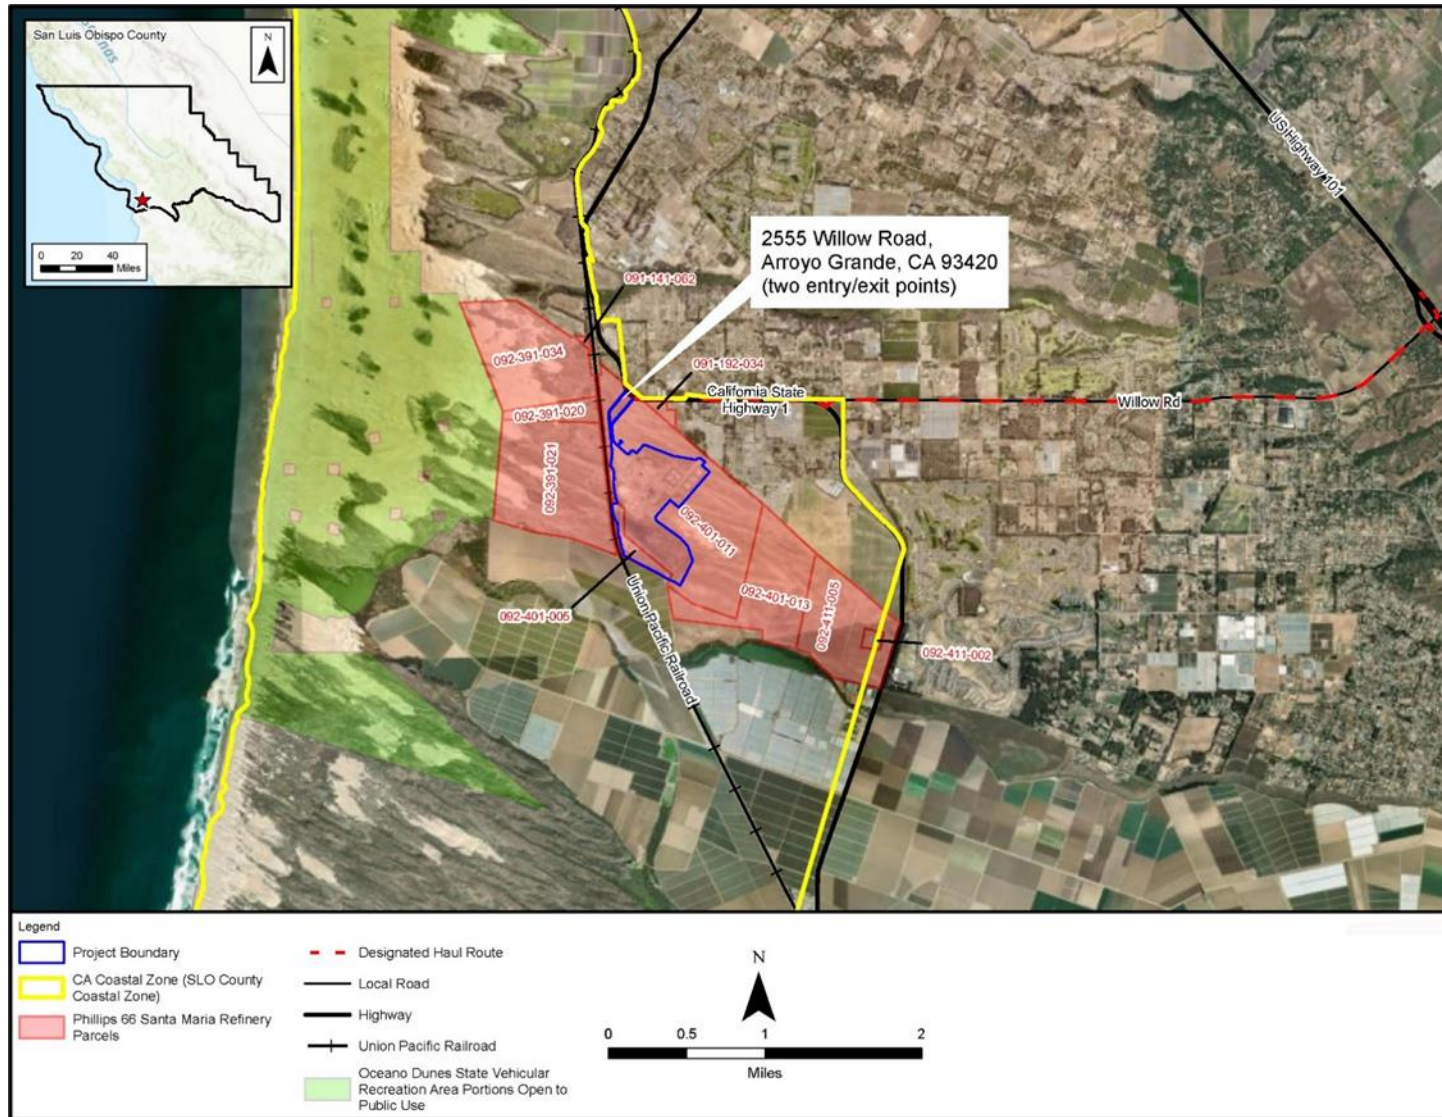 San Luis Obispo County
N
0 20 40
Miles
US Highway 101
2555 Willow Road,
Arroyo Grande, CA 93420
(two entry/exit points)
091-141-062
092-391-034
091-192-034
California State
Highway 1
Willow Rd
092-391-020
092-391-021
092-401-011
092-401-013
092-411-005
092-401-005
092-411-002
Union Pacific Railroad
Legend
Project Boundary
CA Coastal Zone (SLO County
Coastal Zone)
Phillips 66 Santa Maria Refinery
Parcels
Designated Haul Route
Local Road
Highway
Union Pacific Railroad
Oceano Dunes State Vehicular
Recreation Area Portions Open to
Public Use
N
0 0.5 1 2
Miles